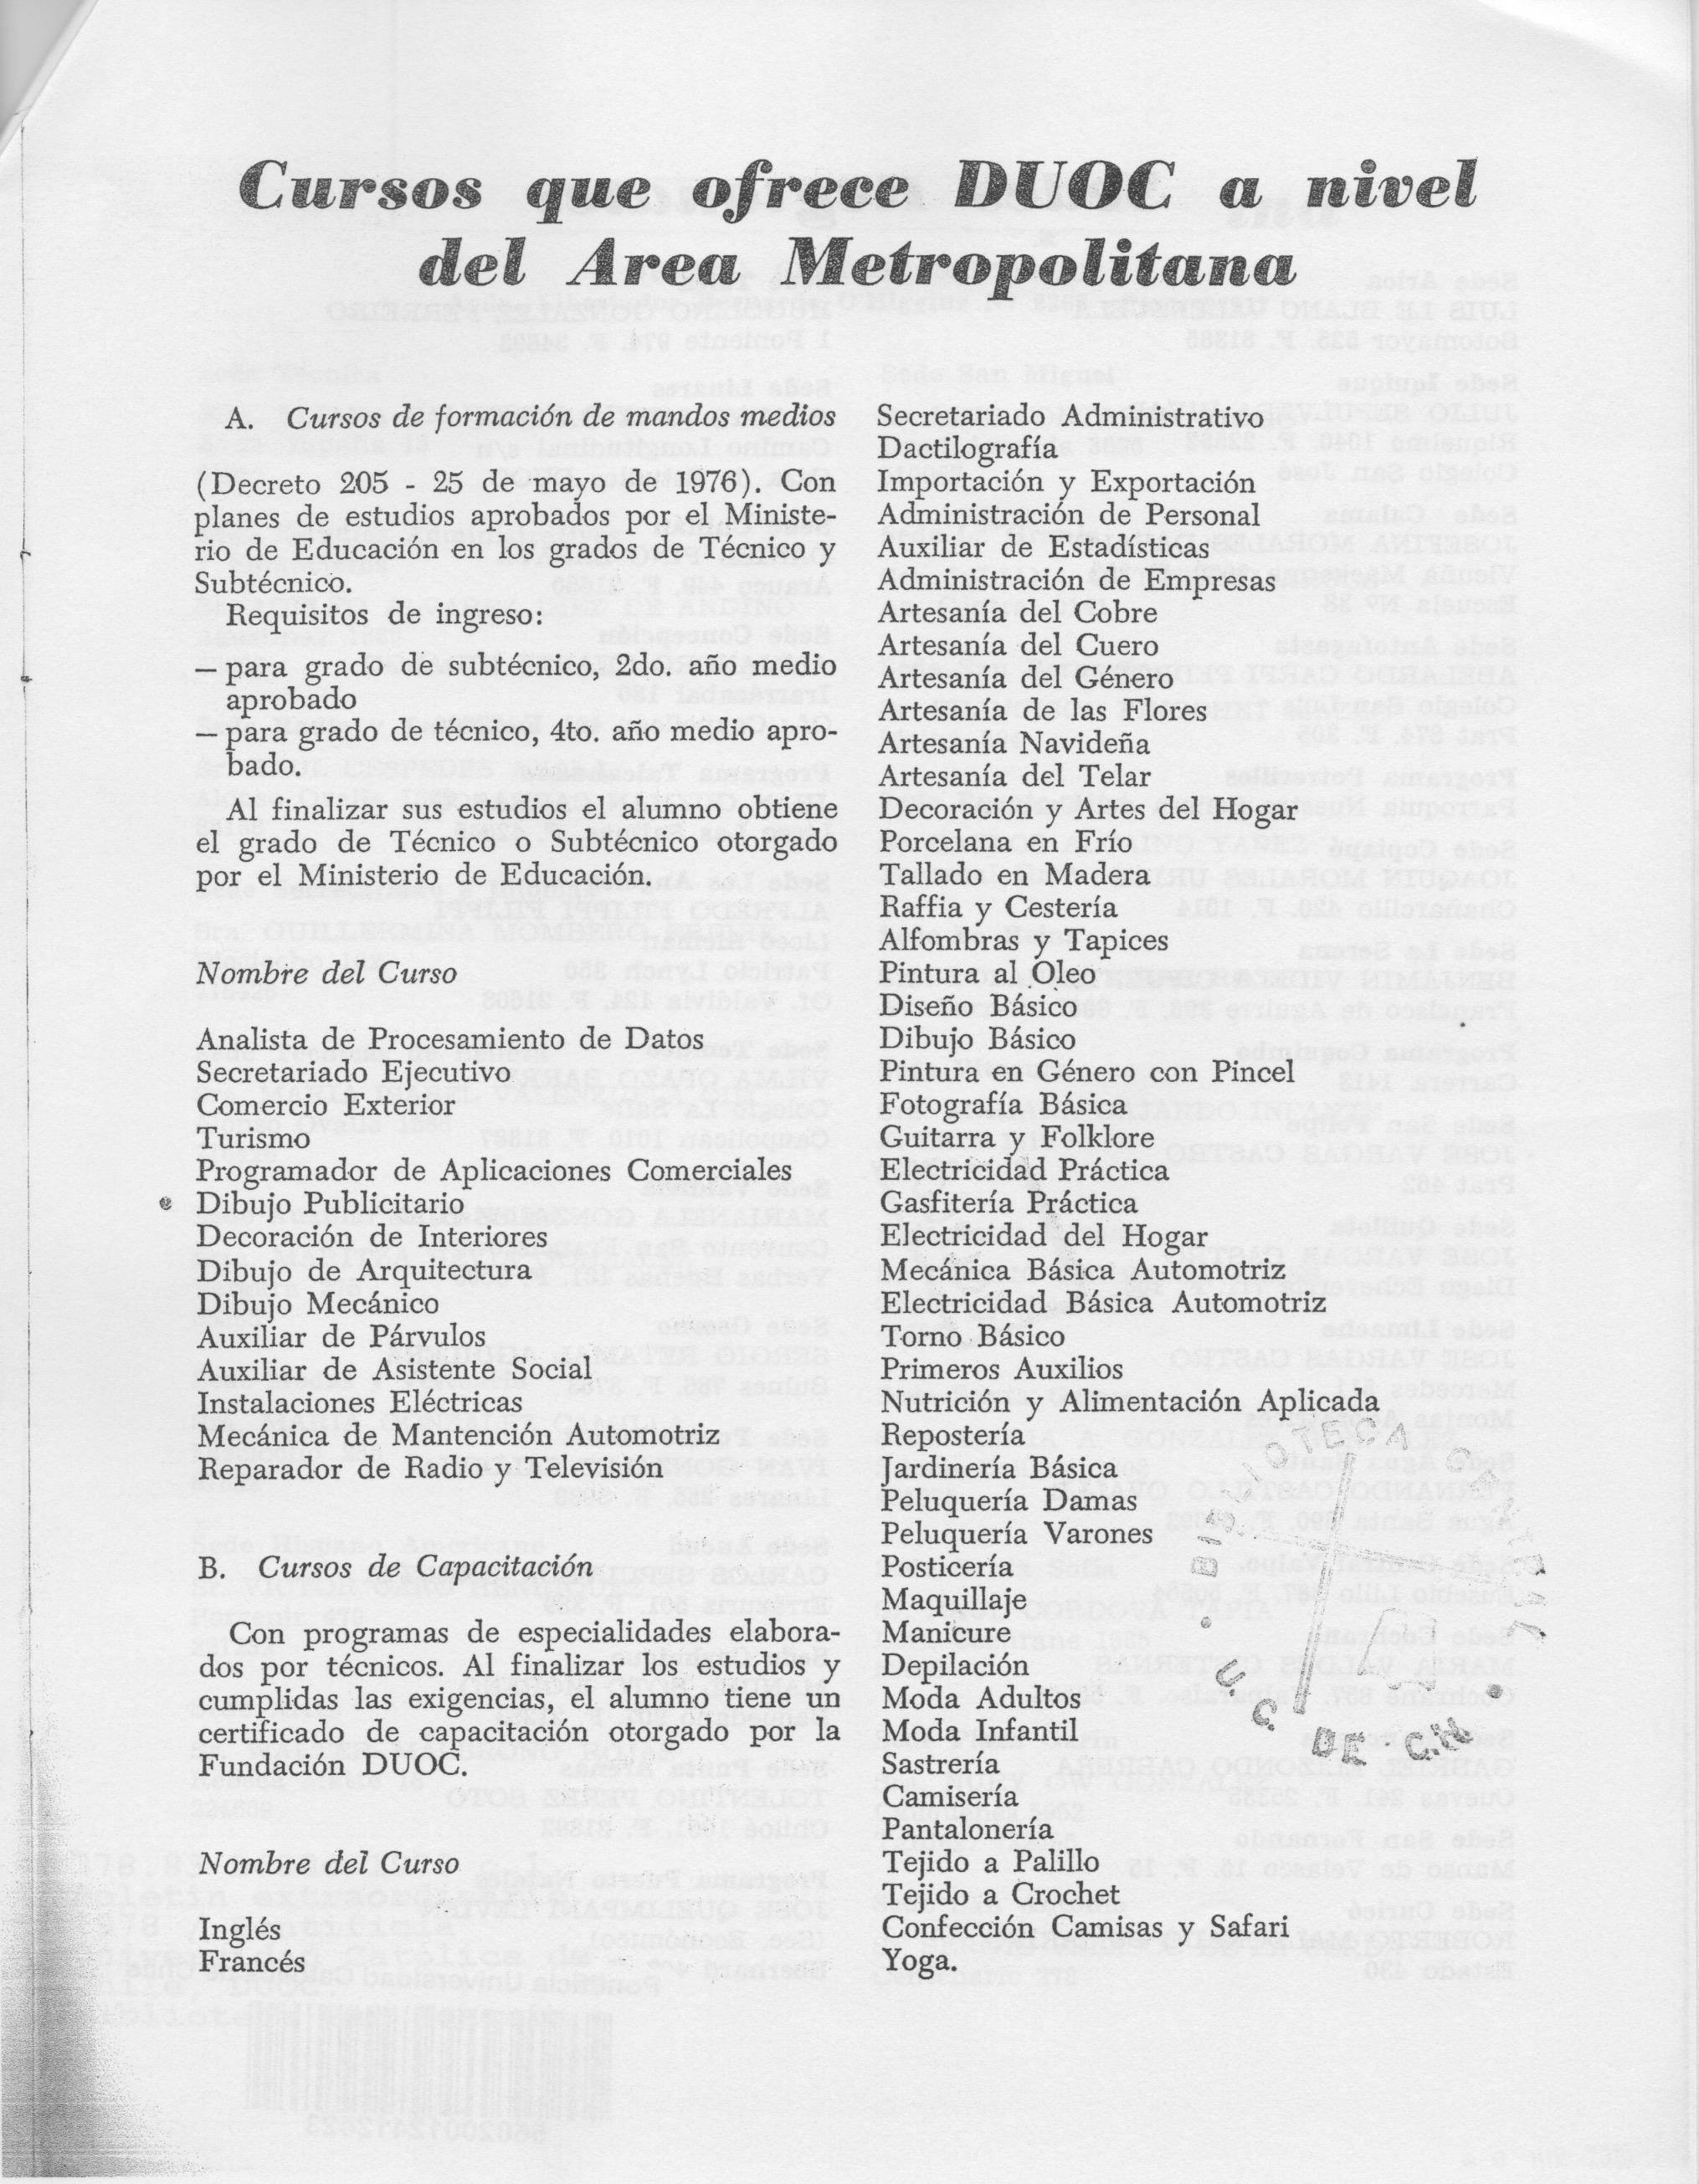 Cursos que ofrece DUOC a nivel
del Area Metropolitana
A. Cursos de formación de mandos medios
(Decreto 205 - 25 de mayo de 1976). Con
planes de estudios aprobados por el Ministe-
rio de Educación en los grados de Técnico y
Subtécnico.
Requisitos de ingreso:
— para grado de subtécnico, 2do. año medio
aprobado
— para grado de técnico, 4to. año medio apro-
bado.
Al finalizar sus estudios el alumno obtiene
el grado de Técnico o Subtécnico otorgado
por el Ministerio de Educación.
Nombre del Curso
Analista de Procesamiento de Datos
Secretariado Ejecutivo
Comercio Exterior
Turismo
Programador de Aplicaciones Comerciales
Dibujo Publicitario
Decoración de Interiores
Dibujo de Arquitectura
Dibujo Mecánico
Auxiliar de Párvulos
Auxiliar de Asistente Social
Instalaciones Eléctricas
Mecánica de Mantención Automotriz
Reparador de Radio y Televisión
B. Cursos de Capacitación
Con programas de especialidades elabora-
dos por técnicos. Al finalizar los estudios y
cumplidas las exigencias, el alumno tiene un
certificado de capacitación otorgado por la
Fundación DUOC.
Nombre del Curso
Inglés
Francés
Secretariado Administrativo
Dactilografía
Importación y Exportación
Administración de Personal
Auxiliar de Estadísticas
Administración de Empresas
Artesanía del Cobre
Artesanía del Cuero
Artesanía del Género
Artesanía de las Flores
Artesanía Navideña
Artesanía del Telar
Decoración y Artes del Hogar
Porcelana en Frío
Tallado en Madera
Raffia y Cestería
Alfombras y Tapices
Pintura al Oleo
Diseño Básico
Dibujo Básico
Pintura en Género con Pincel
Fotografía Básica
Guitarra y Folklore
Electricidad Práctica
Gasfitería Práctica
Electricidad del Hogar
Mecánica Básica Automotriz
Electricidad Básica Automotriz
Torno Básico
Primeros Auxilios
Nutrición y Alimentación Aplicada
Repostería
Jardinería Básica
Peluquería Damas
Peluquería Varones
Posticería
Maquillaje
Manicure
Depilación
Moda Adultos
Moda Infantil
Sastrería
Camisería
Pantalonería
Tejido a Palillo
Tejido a Crochet
Confección Camisas y Safari
Yoga.
BIBLIOTECA CENTRAL
U C DE CH.